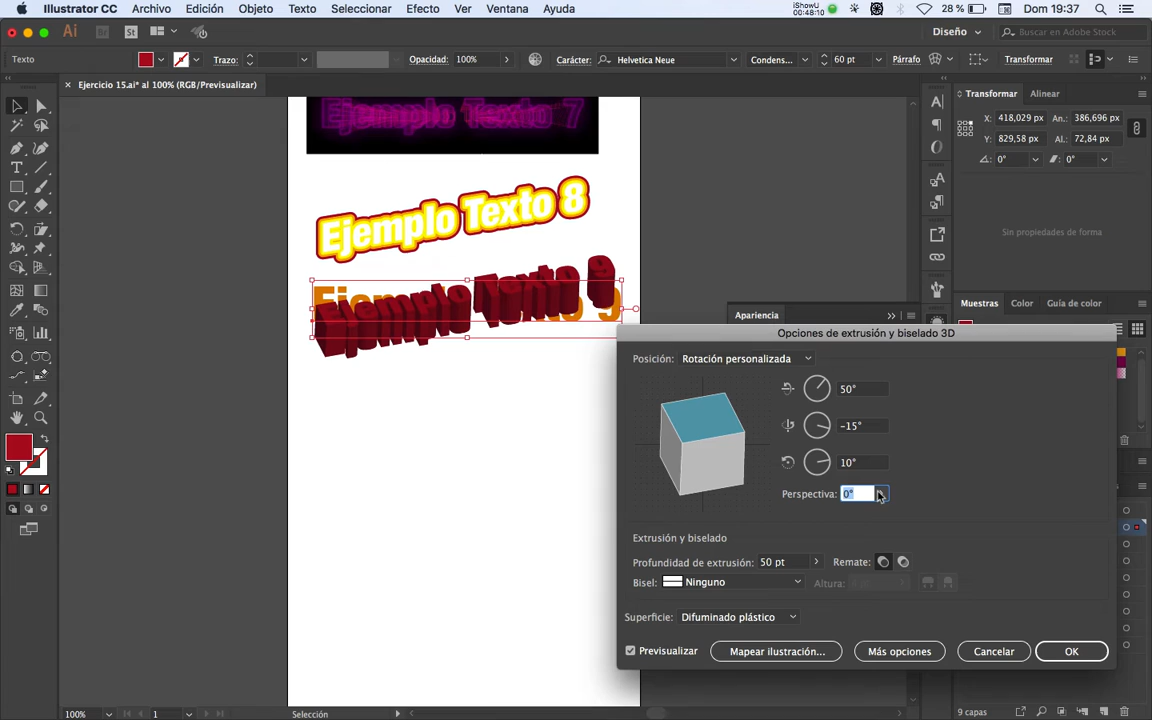 Illustrator CC Archivo Edición Objeto Texto Seleccionar Efecto Ver Ventana Ayuda iShowU 00:48:10 28 % Dom 19:37
Ai Br St Diseño Buscar en Adobe Stock
Texto Trazo: Opacidad: 100% Carácter: Helvetica Neue Condens... 60 pt Párrafo Transformar
× Ejercicio 15.ai* al 100% (RGB/Previsualizar)
Transformar Alinear
X: 418,029 px An.: 386,696 px
Y: 829,58 px Al.: 72,84 px
0° 0°
Sin propiedades de forma
Ejemplo Texto 7
Ejemplo Texto 8
Ejemplo Texto 9
Muestras Color Guía de color
Apariencia
Opciones de extrusión y biselado 3D
Posición: Rotación personalizada
50°
-15°
10°
Perspectiva: 0°
Extrusión y biselado
Profundidad de extrusión: 50 pt Remate:
Bisel: Ninguno Altura:
Superficie: Difuminado plástico
Previsualizar Mapear ilustración... Más opciones Cancelar OK
100% 1 Selección 9 capas